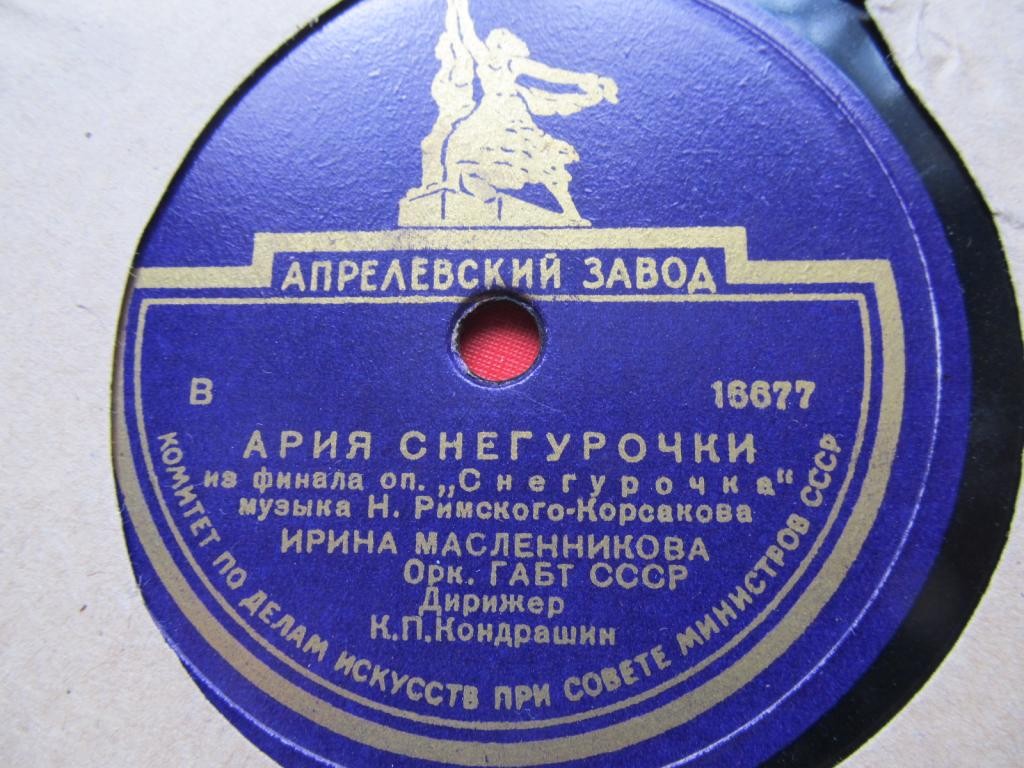 АПРЕЛЕВСКИЙ ЗАВОД
В 16677
АРИЯ СНЕГУРОЧКИ
из финала оп. „Снегурочка“
музыка Н. Римского-Корсакова
ИРИНА МАСЛЕННИКОВА
Орк. ГАБТ СССР
Дирижер
К.П.Кондрашин
КОМИТЕТ ПО ДЕЛАМ ИСКУССТВ ПРИ СОВЕТЕ МИНИСТРОВ СССР